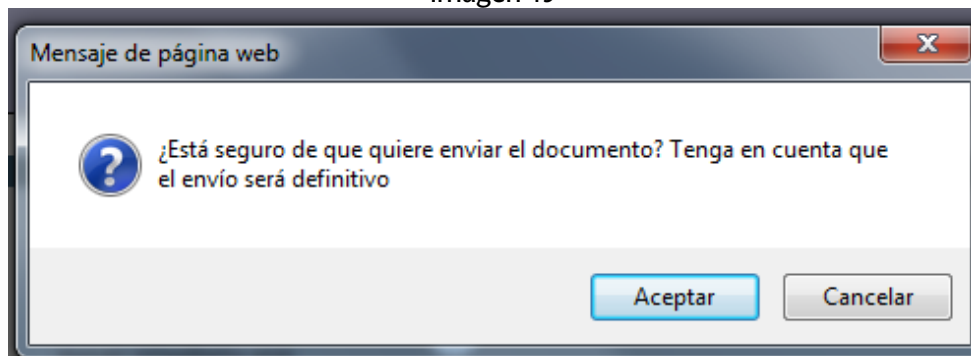 Mensaje de página web
¿Está seguro de que quiere enviar el documento? Tenga en cuenta que
el envío será definitivo
Aceptar
Cancelar